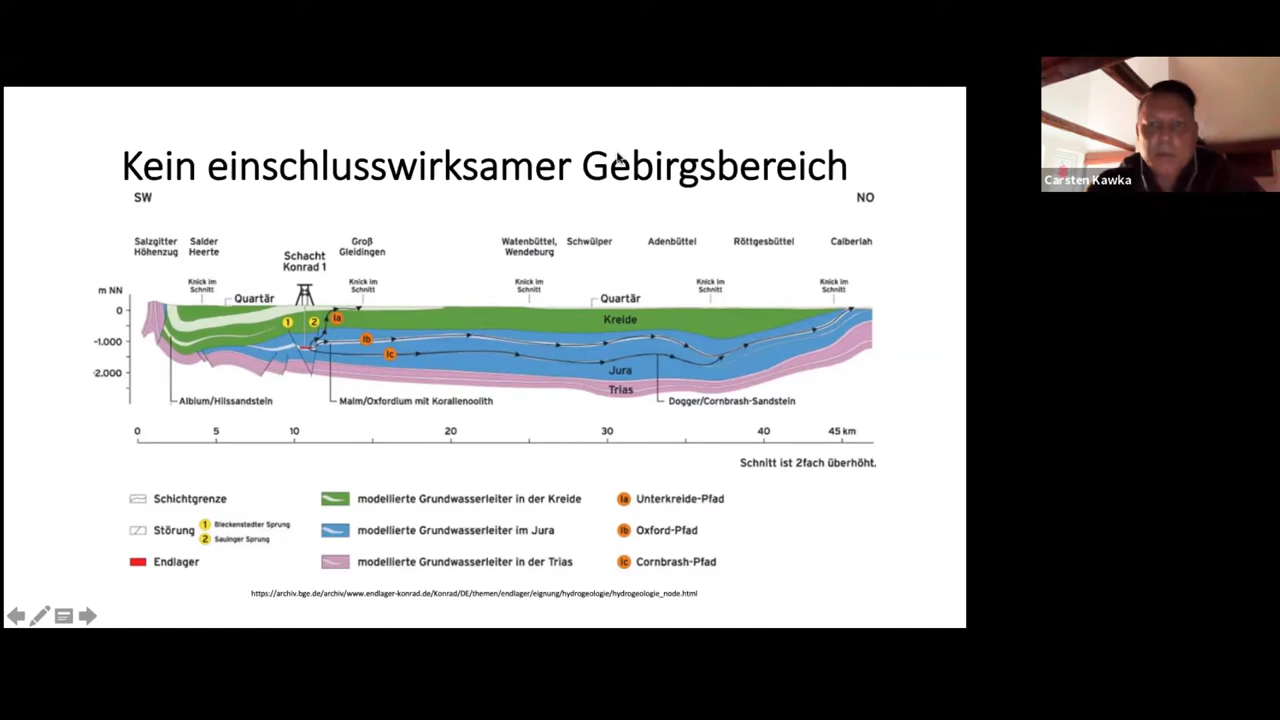 Kein einschlusswirksamer Gebirgsbereich
SW
NO
Salzgitter Höhenzug
Salder Heerte
Schacht Konrad 1
Groß Gleidingen
Watenbüttel, Wendeburg
Schwülper
Adenbüttel
Röttgesbüttel
Calberlah
Knick im Schnitt
Knick im Schnitt
Knick im Schnitt
Knick im Schnitt
Knick im Schnitt
m NN
Quartär
Quartär
0
-1.000
-2.000
1
2
Ia
Ib
Ic
Kreide
Jura
Trias
Albium/Hilssandstein
Malm/Oxfordium mit Korallenoolith
Dogger/Cornbrash-Sandstein
0 5 10 20 30 40 45 km
Schnitt ist 2fach überhöht.
Schichtgrenze
Störung
1 Bleckenstedter Sprung
2 Sauinger Sprung
Endlager
modellierte Grundwasserleiter in der Kreide
modellierte Grundwasserleiter im Jura
modellierte Grundwasserleiter in der Trias
Ia Unterkreide-Pfad
Ib Oxford-Pfad
Ic Cornbrash-Pfad
https://archiv.bge.de/archiv/www.endlager-konrad.de/Konrad/DE/themen/endlager/eignung/hydrogeologie/hydrogeologie_node.html
Carsten Kawka